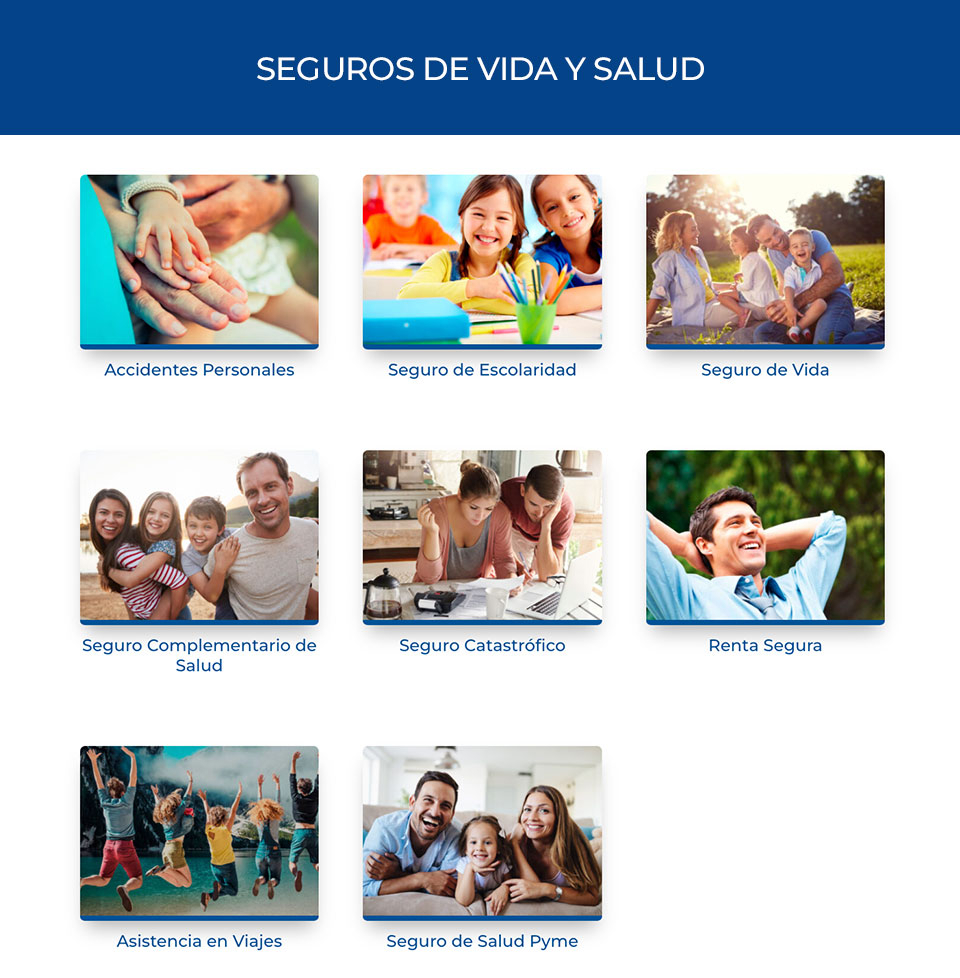 SEGUROS DE VIDA Y SALUD
Accidentes Personales
Seguro de Escolaridad
Seguro de Vida
Seguro Complementario de
Salud
Seguro Catastrófico
Renta Segura
Asistencia en Viajes
Seguro de Salud Pyme